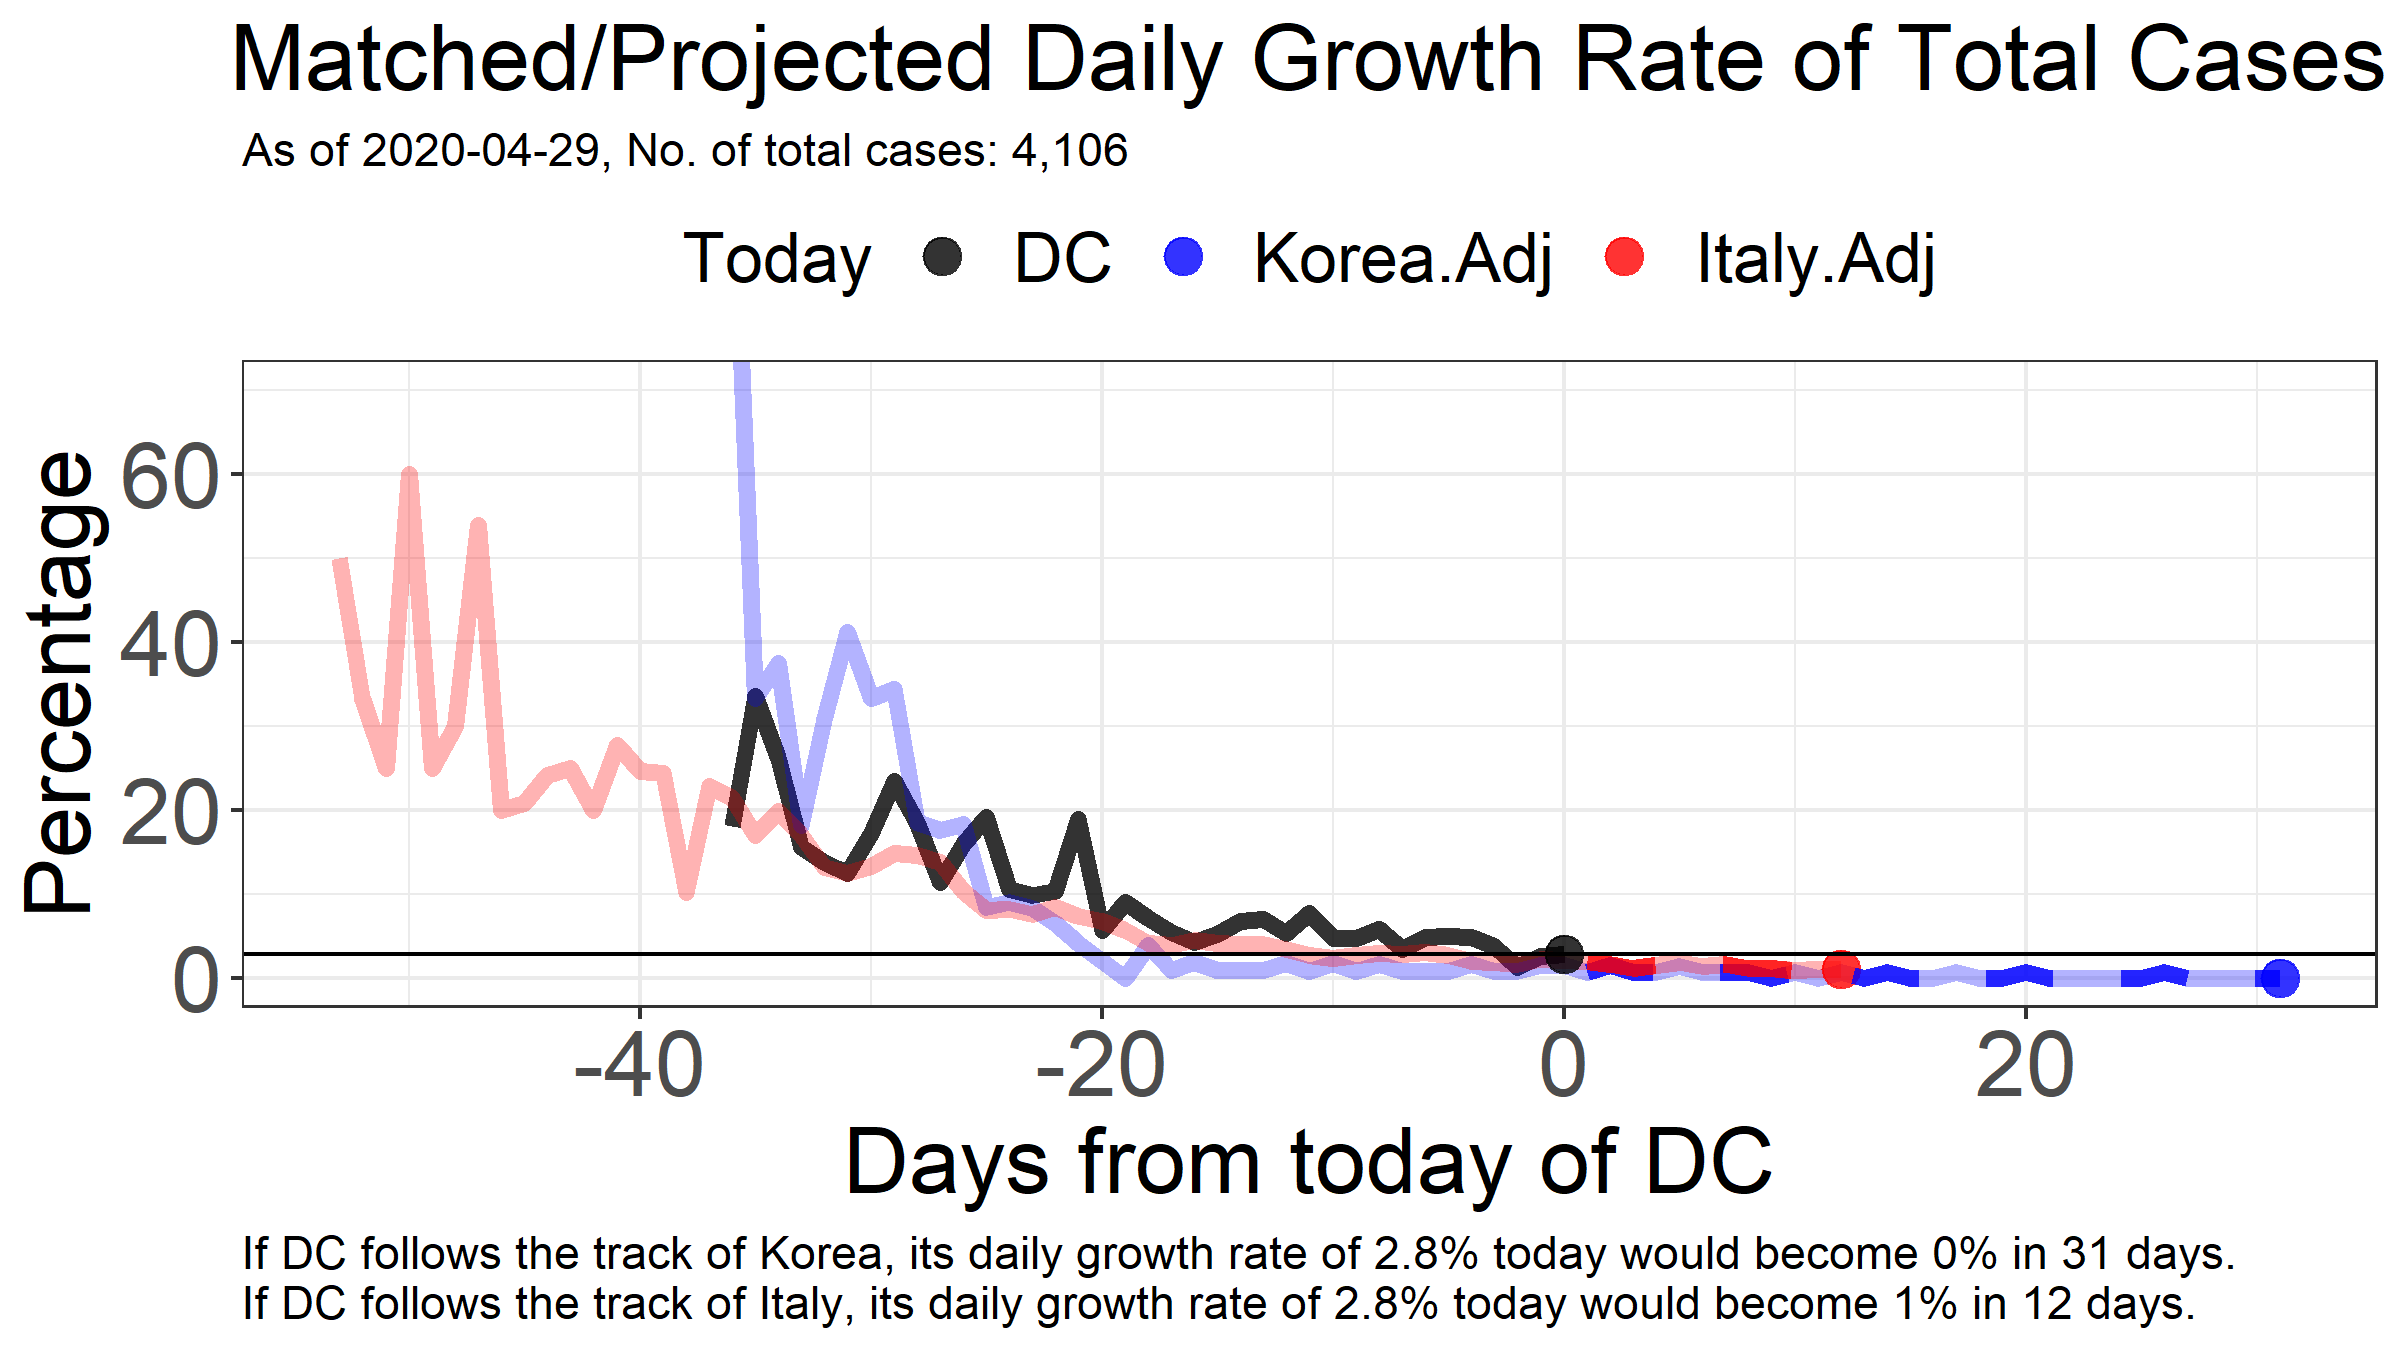 Matched/Projected Daily Growth Rate of Total Cases
As of 2020-04-29, No. of total cases: 4,106
Today DC Korea.Adj Italy.Adj
Percentage
60
40
20
0
-40 -20 0 20
Days from today of DC
If DC follows the track of Korea, its daily growth rate of 2.8% today would become 0% in 31 days.
If DC follows the track of Italy, its daily growth rate of 2.8% today would become 1% in 12 days.